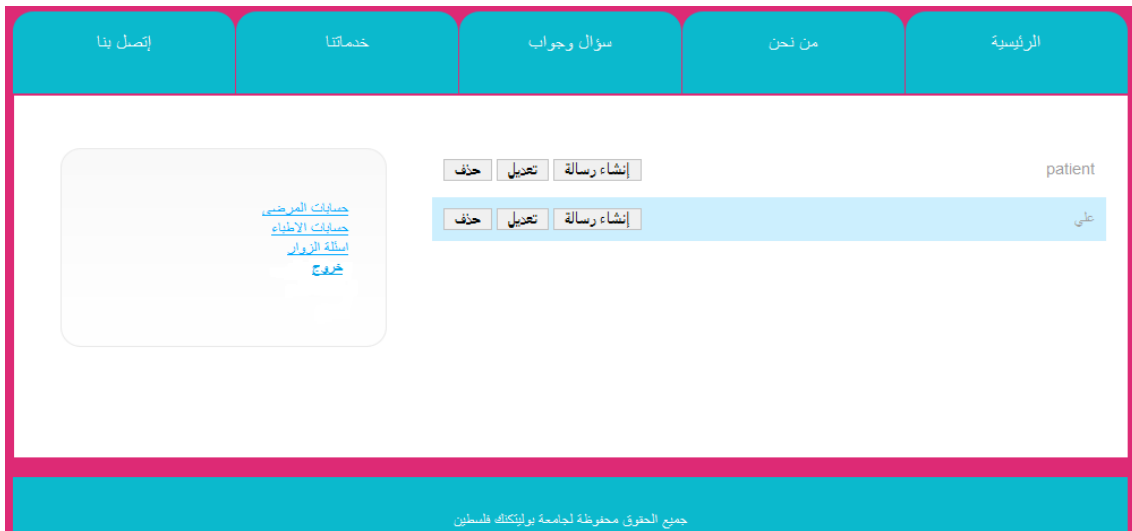 الرئيسية من نحن سؤال وجواب خدماتنا إتصل بنا
patient إنشاء رسالة تعديل حذف
علي إنشاء رسالة تعديل حذف
حسابات المرضى
حسابات الاطباء
اسئلة الزوار
خروج
جميع الحقوق محفوظة لجامعة بوليتكنك فلسطين